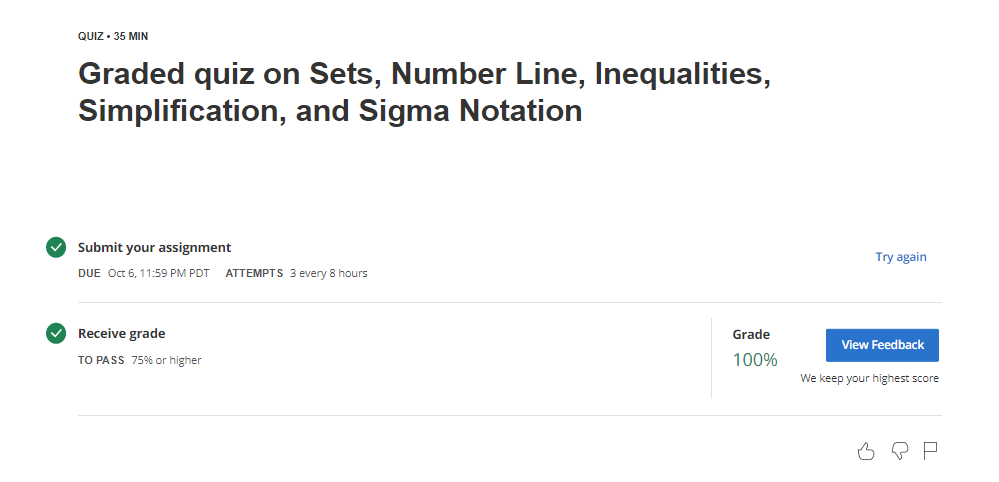 QUIZ • 35 MIN
Graded quiz on Sets, Number Line, Inequalities,
Simplification, and Sigma Notation
Submit your assignment
DUE Oct 6, 11:59 PM PDT ATTEMPTS 3 every 8 hours
Try again
Receive grade
TO PASS 75% or higher
Grade
100%
View Feedback
We keep your highest score